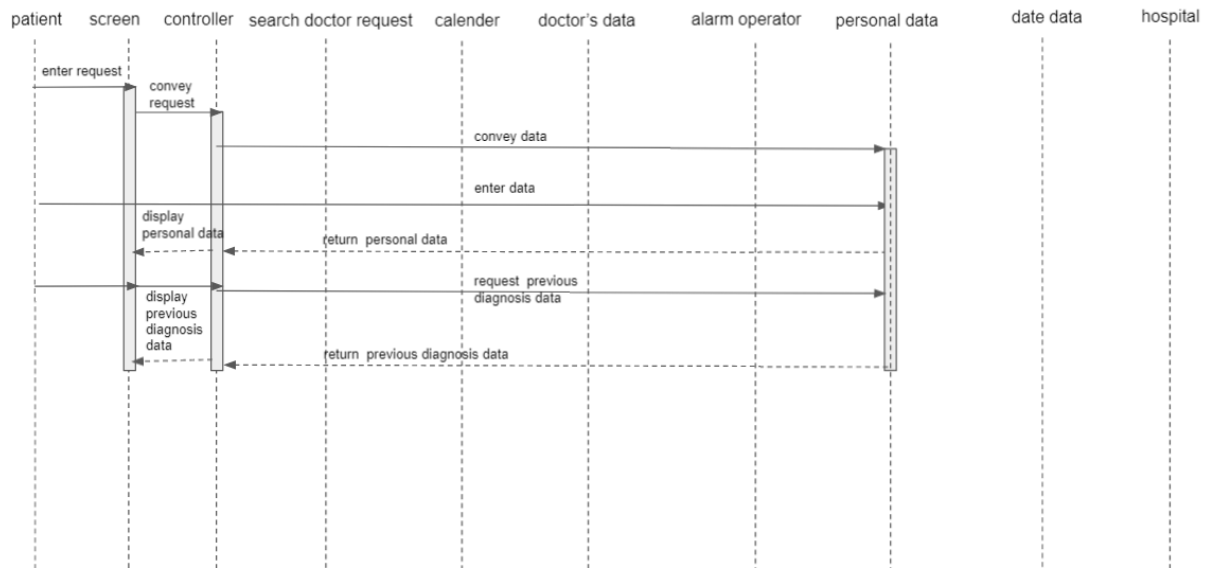 patient screen controller search doctor request calender doctor's data alarm operator personal data date data hospital
enter request
convey
request
convey data
enter data
display
personal data
return personal data
request previous
diagnosis data
display
previous
diagnosis
data
return previous diagnosis data